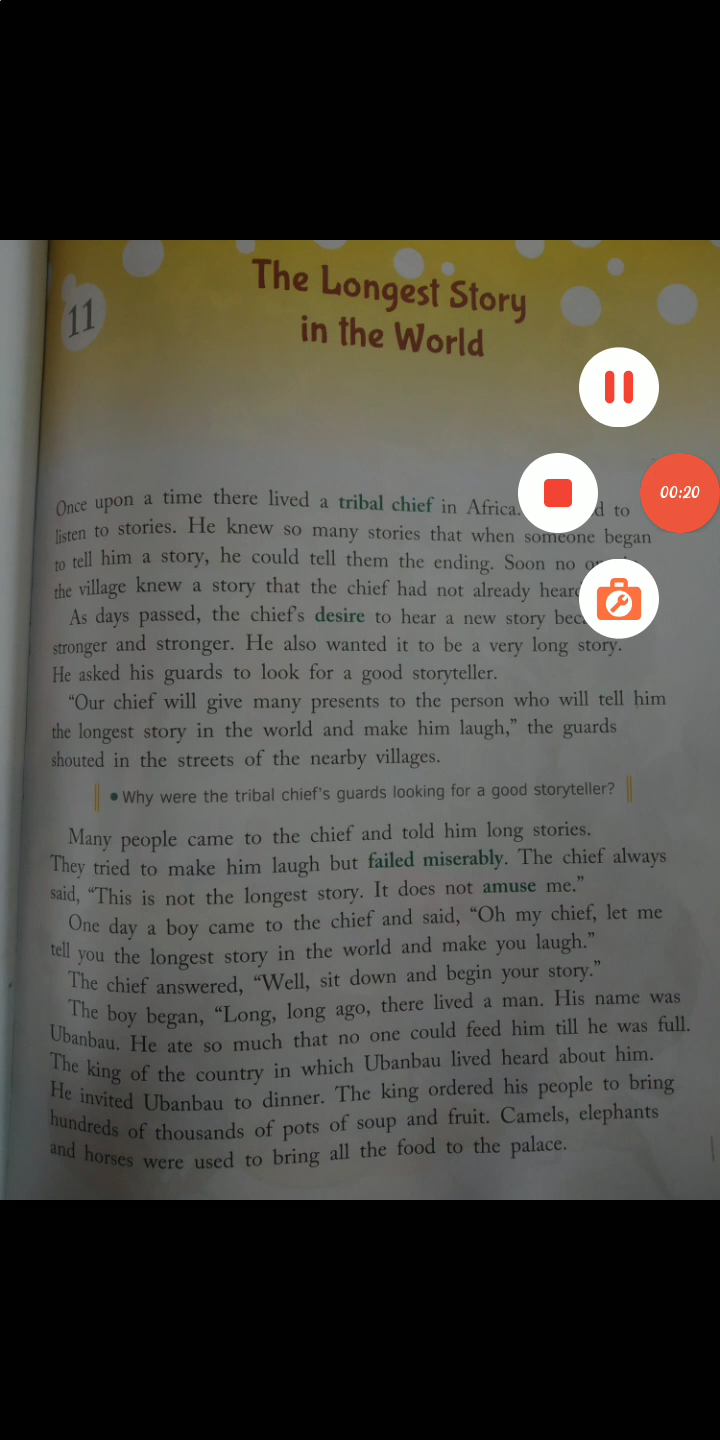 The Longest Story
in the World
11
Once upon a time there lived a tribal chief in Africa. to
listen to stories. He knew so many stories that when someone began
to tell him a story, he could tell them the ending. Soon no
the village knew a story that the chief had not already heard
As days passed, the chief's desire to hear a new story
stronger and stronger. He also wanted it to be a very long story.
He asked his guards to look for a good storyteller.
"Our chief will give many presents to the person who will tell him
the longest story in the world and make him laugh," the guards
shouted in the streets of the nearby villages.
• Why were the tribal chief's guards looking for a good storyteller?
Many people came to the chief and told him long stories.
They tried to make him laugh but failed miserably. The chief always
said, "This is not the longest story. It does not amuse me."
One day a boy came to the chief and said, "Oh my chief, let me
tell you the longest story in the world and make you laugh."
The chief answered, "Well, sit down and begin your story."
The boy began, "Long, long ago, there lived a man. His name was
Ubanbau. He ate so much that no one could feed him till he was full.
The king of the country in which Ubanbau lived heard about him.
He invited Ubanbau to dinner. The king ordered his people to bring
hundreds of thousands of pots of soup and fruit. Camels, elephants
and horses were used to bring all the food to the palace.
00:20